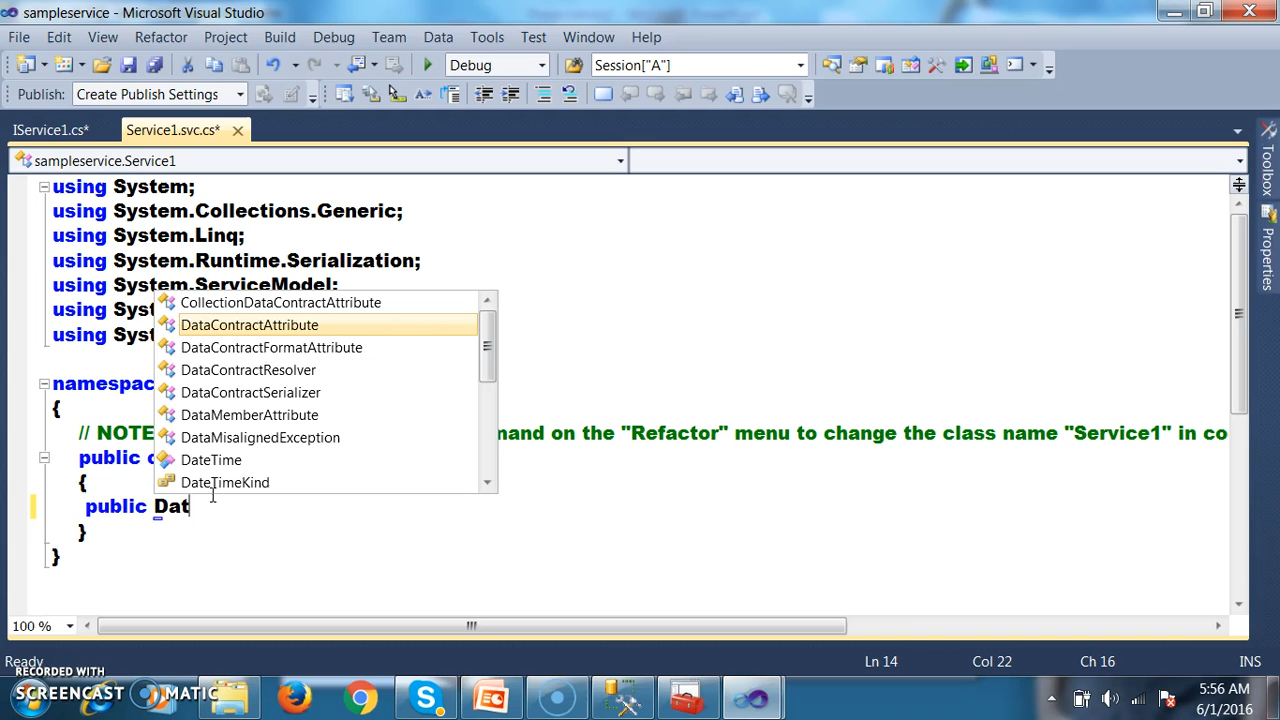 sampleservice - Microsoft Visual Studio
File Edit View Refactor Project Build Debug Team Data Tools Test Window Help
Debug Session["A"]
Publish: Create Publish Settings
IService1.cs* Service1.svc.cs*
sampleservice.Service1
Toolbox
Properties
using System;
using System.Collections.Generic;
using System.Linq;
using System.Runtime.Serialization;
using System.ServiceModel;
using Syst
using Syst
CollectionDataContractAttribute
DataContractAttribute
DataContractFormatAttribute
DataContractResolver
DataContractSerializer
DataMemberAttribute
DataMisalignedException
DateTime
DateTimeKind
namespac
{
// NOTE mand on the "Refactor" menu to change the class name "Service1" in co
public c
{
public Dat
}
}
100 %
Ready Ln 14 Col 22 Ch 16 INS
RECORDED WITH
SCREENCAST MATIC
5:56 AM
6/1/2016